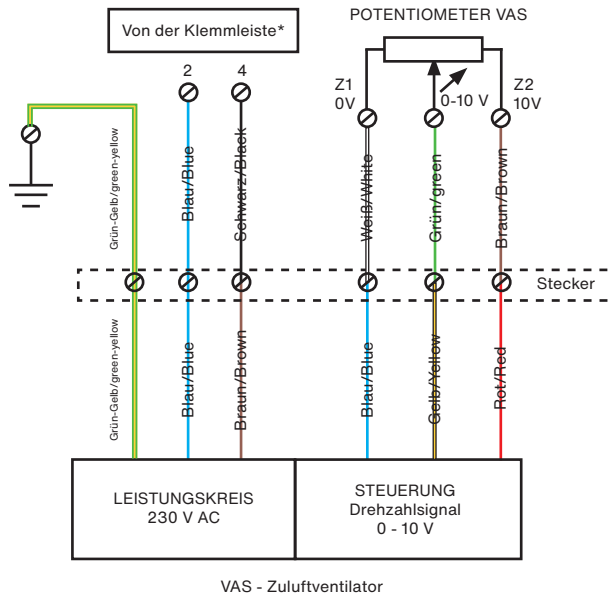 POTENTIOMETER VAS
Von der Klemmleiste*
2
4
Z1
0V
0-10 V
Z2
10V
Grün-Gelb/green-yellow
Blau/Blue
Schwarz/Black
Weiß/White
Grün/green
Braun/Brown
Stecker
Grün-Gelb/green-yellow
Blau/Blue
Braun/Brown
Blau/Blue
Gelb/Yellow
Rot/Red
LEISTUNGSKREIS
230 V AC
STEUERUNG
Drehzahlsignal
0 - 10 V
VAS - Zuluftventilator